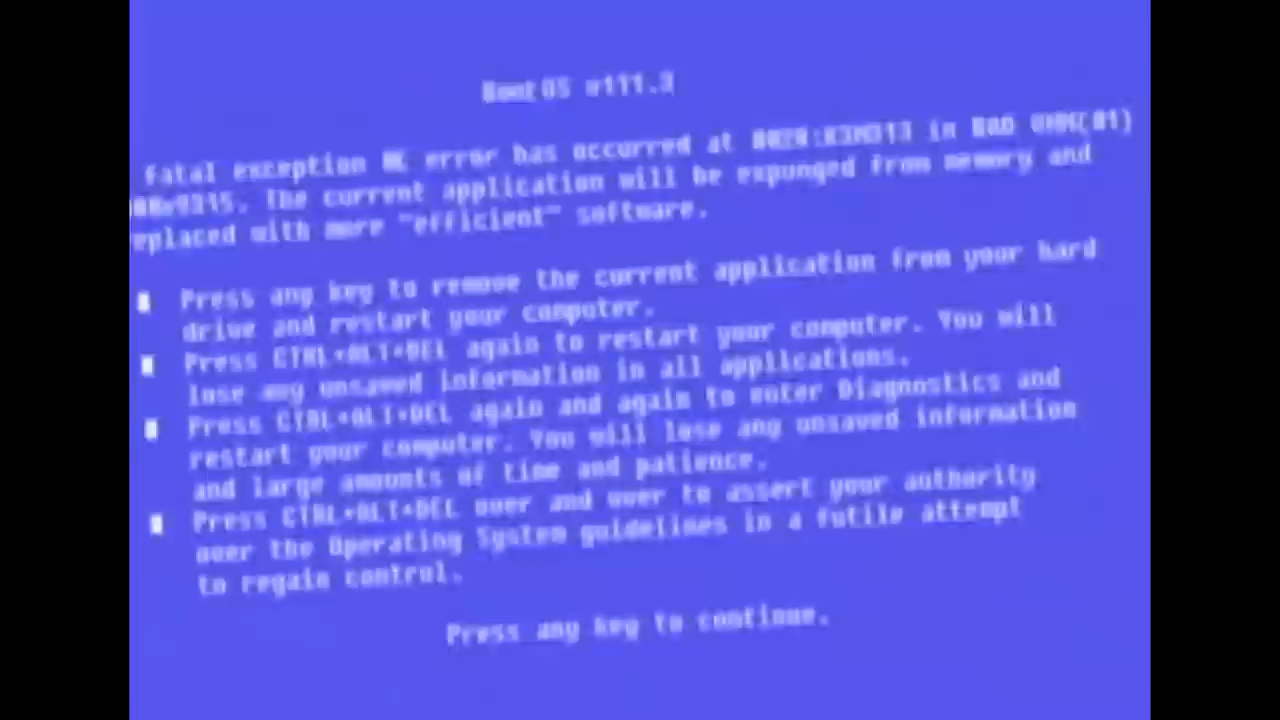 BootOS v111.3
fatal exception error has occurred at in BAD
The current application will be expunged from memory and
eplaced with more "efficient" software.
Press any key to remove the current application from your hard
drive and restart your computer.
Press CTRL+ALT+DEL again to restart your computer. You will
lose any unsaved information in all applications.
Press CTRL+ALT+DEL again and again to enter Diagnostics and
restart your computer. You will lose any unsaved information
and large amounts of time and patience.
Press CTRL+ALT+DEL over and over to assert your authority
over the Operating System guidelines in a futile attempt
to regain control.
Press any key to continue.